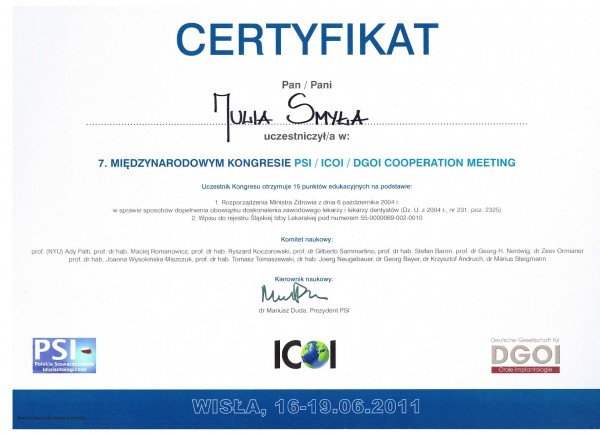 CERTYFIKAT
Pan / Pani
JULIA SMYŁA
uczestniczył/a w:
7. MIĘDZYNARODOWYM KONGRESIE PSI / ICOI / DGOI COOPERATION MEETING
Uczestnik Kongresu otrzymuje 15 punktów edukacyjnych na podstawie:
1. Rozporządzenia Ministra Zdrowia z dnia 6 października 2004 r.
w sprawie sposobów dopełnienia obowiązku doskonalenia zawodowego lekarzy i lekarzy dentystów (Dz. U. z 2004 r., nr 231, poz. 2325)
2. Wpisu do rejestru Śląskiej Izby Lekarskiej pod numerem 55-0000069-002-0010
Komitet naukowy:
prof. (NYU) Ady Palti, prof. dr hab. Maciej Romanowicz, prof. dr hab. Ryszard Koczorowski, prof. dr Gilberto Sammartino, prof. dr hab. Stefan Baron, prof. dr Georg-H. Nentwig, dr Zeev Ormianer
prof. dr hab. Joanna Wysokińska-Miszczuk, prof. dr hab. Tomasz Tomaszewski, dr hab. Joerg Neugebauer, dr Georg Bayer, dr Krzysztof Andruch, dr Marius Steigmann
Kierownik naukowy:
dr Mariusz Duda, Prezydent PSI
PSI
Polskie Stowarzyszenie
Implantologiczne
ICOI
Deutsche Gesellschaft für
DGOI
Orale Implantologie
WISŁA, 16-19.06.2011